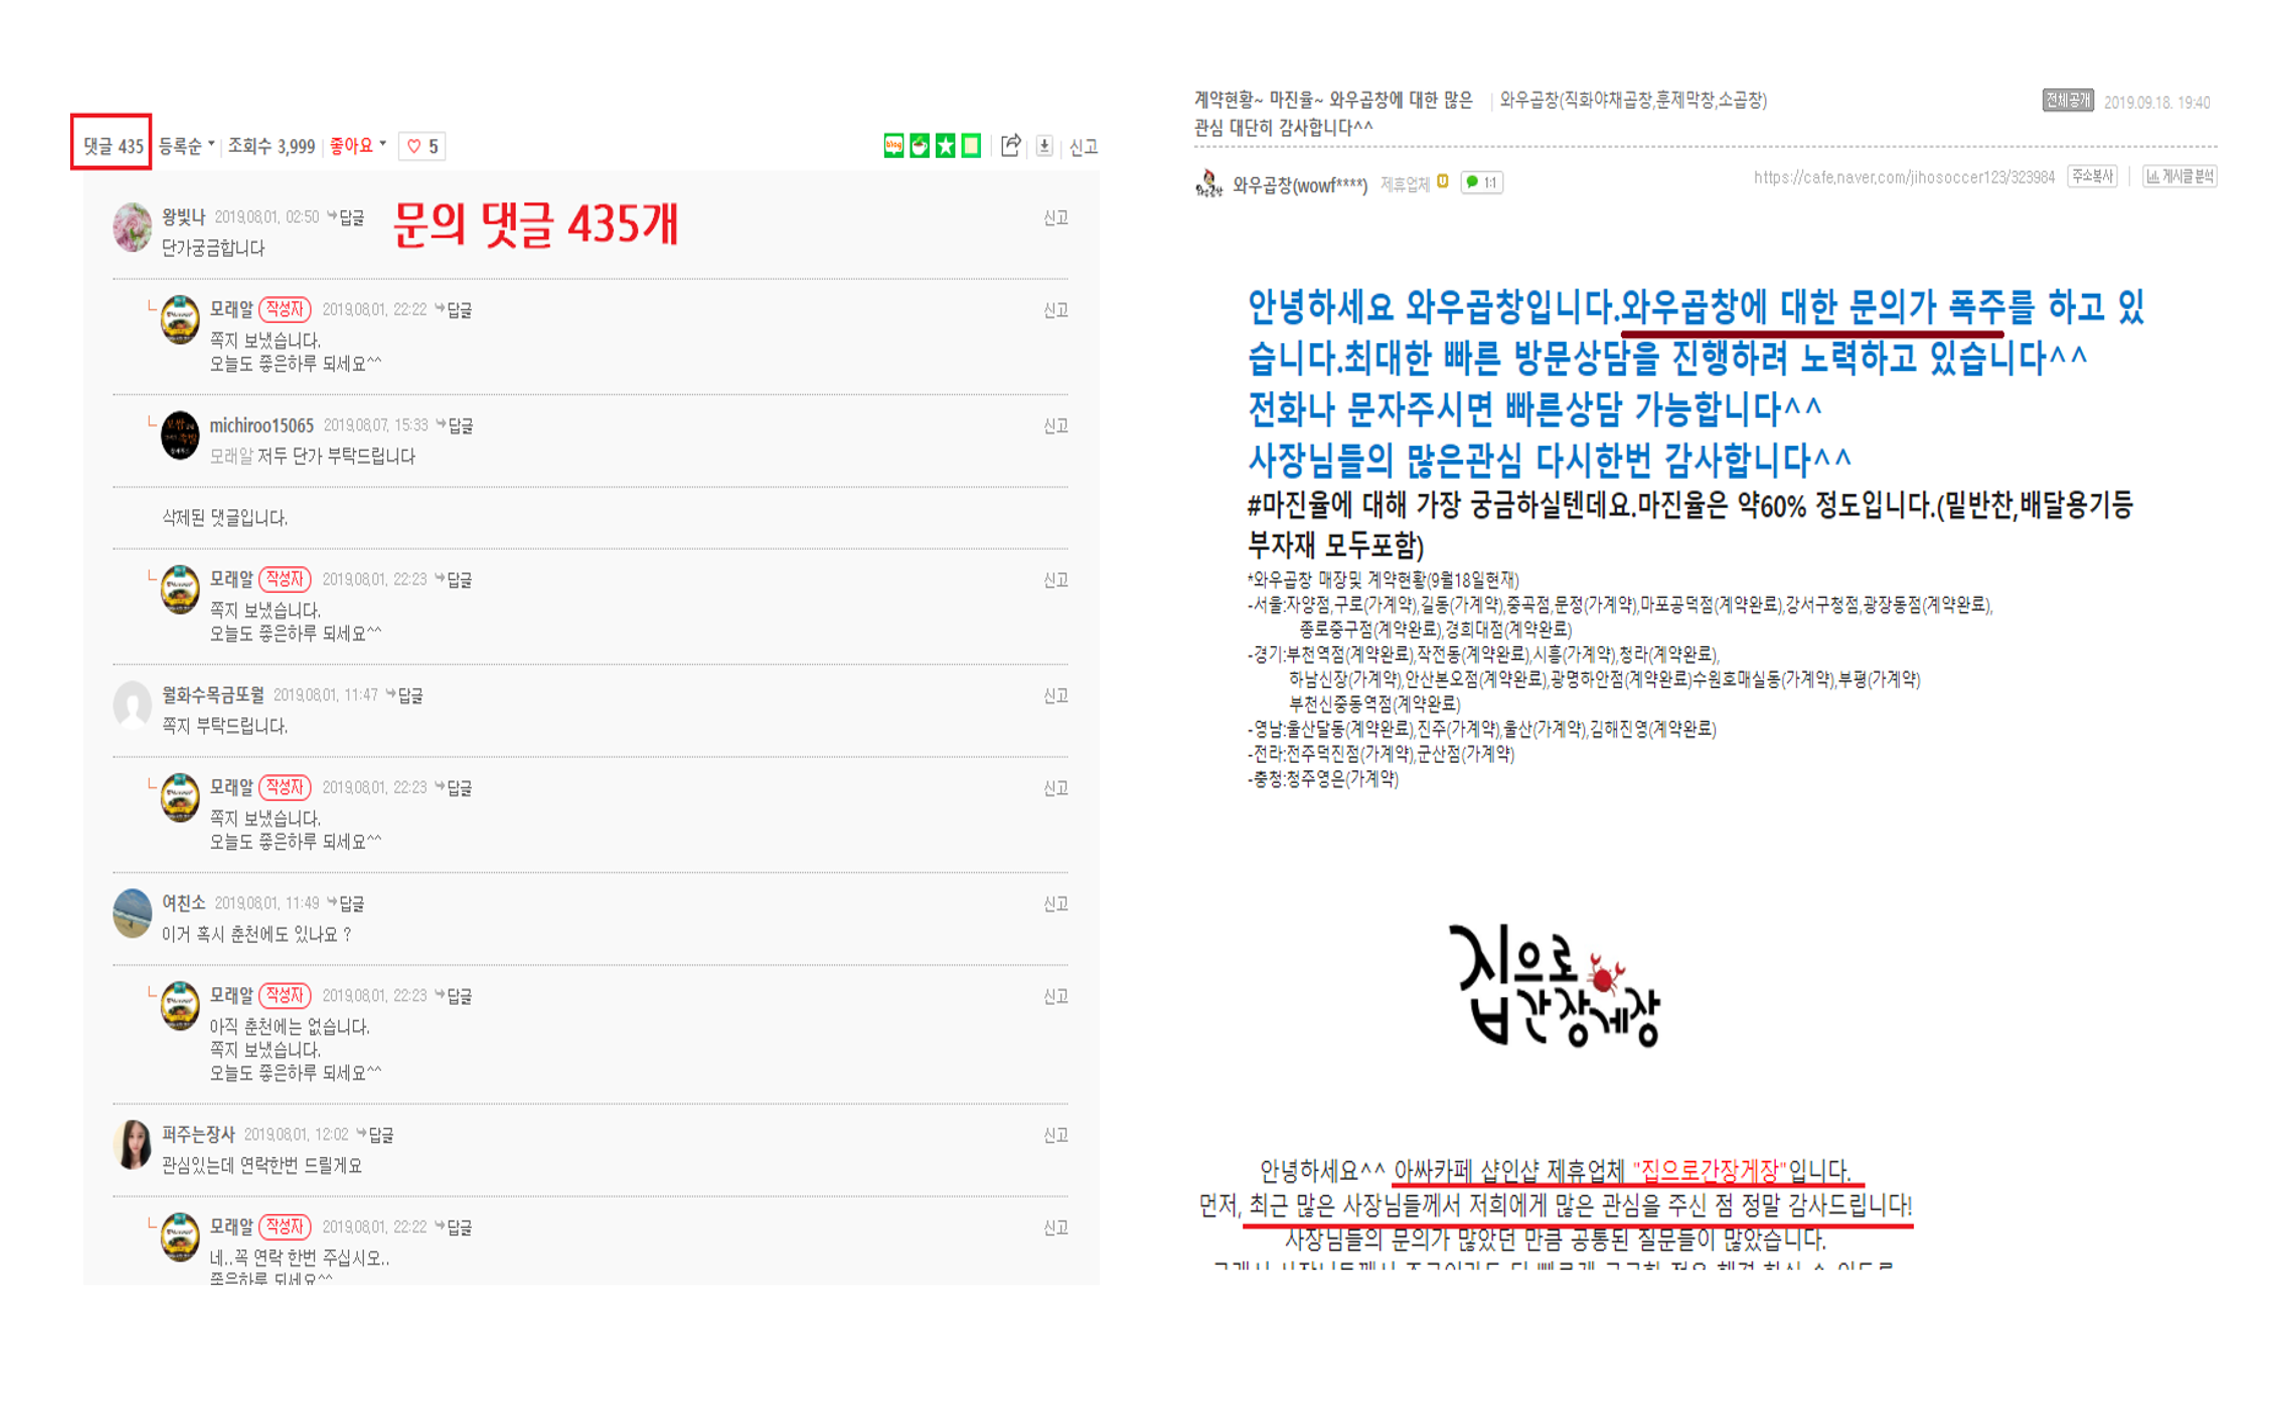 댓글 435 등록순 조회수 3,999 좋아요 ♡ 5 blog 신고
왕빛나 2019.08.01. 02:50 답글 신고
단가궁금합니다
문의 댓글 435개
모래알 작성자 2019.08.01. 22:22 답글 신고
쪽지 보냈습니다.
오늘도 좋은하루 되세요^^
michiroo15065 2019.08.07. 15:33 답글 신고
모래알 저두 단가 부탁드립니다
삭제된 댓글입니다.
모래알 작성자 2019.08.01. 22:23 답글 신고
쪽지 보냈습니다.
오늘도 좋은하루 되세요^^
월화수목금또월 2019.08.01. 11:47 답글 신고
쪽지 부탁드립니다.
모래알 작성자 2019.08.01. 22:23 답글 신고
쪽지 보냈습니다.
오늘도 좋은하루 되세요^^
여친소 2019.08.01. 11:49 답글 신고
이거 혹시 춘천에도 있나요 ?
모래알 작성자 2019.08.01. 22:23 답글 신고
아직 춘천에는 없습니다.
쪽지 보냈습니다.
오늘도 좋은하루 되세요^^
퍼주는장사 2019.08.01. 12:02 답글 신고
관심있는데 연락한번 드릴게요
모래알 작성자 2019.08.01. 22:22 답글 신고
네..꼭 연락 한번 주십시오..
좋은하루 되세요^^
계약현황~ 마진율~ 와우곱창에 대한 많은 관심 대단히 감사합니다^^
와우곱창(직화야채곱창,훈제막창,소곱창) 전체공개 2019.09.18. 19:40
와우곱창(wowf****) 제휴업체 1:1 https://cafe.naver.com/jihosoccer123/323984 주소복사 게시글 분석
안녕하세요 와우곱창입니다.와우곱창에 대한 문의가 폭주를 하고 있
습니다.최대한 빠른 방문상담을 진행하려 노력하고 있습니다^^
전화나 문자주시면 빠른상담 가능합니다^^
사장님들의 많은관심 다시한번 감사합니다^^
#마진율에 대해 가장 궁금하실텐데요.마진율은 약60% 정도입니다.(밑반찬,배달용기등
부자재 모두포함)
*와우곱창 매장및 계약현황(9월18일현재)
-서울:자양점,구로(가계약),길동(가계약),중곡점,문정(가계약),마포공덕점(계약완료),강서구청점,광장동점(계약완료),
종로중구점(계약완료),경희대점(계약완료)
-경기:부천역점(계약완료),작전동(계약완료),시흥(가계약),청라(계약완료),
하남신장(가계약),안산본오점(계약완료),광명하안점(계약완료)수원호매실동(가계약),부평(가계약)
부천신중동역점(계약완료)
-영남:울산달동(계약완료),진주(가계약),울산(가계약),김해진영(계약완료)
-전라:전주덕진점(가계약),군산점(가계약)
-충청:청주영은(가계약)
집으로
간장게장
안녕하세요^^ 아싸카페 샵인샵 제휴업체 "집으로간장게장"입니다.
먼저, 최근 많은 사장님들께서 저희에게 많은 관심을 주신 점 정말 감사드립니다!
사장님들의 문의가 많았던 만큼 공통된 질문들이 많았습니다.